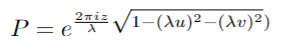 $P = e^{\frac{2\pi i z}{\lambda}\sqrt{1-(\lambda u)^2-(\lambda v)^2})}$